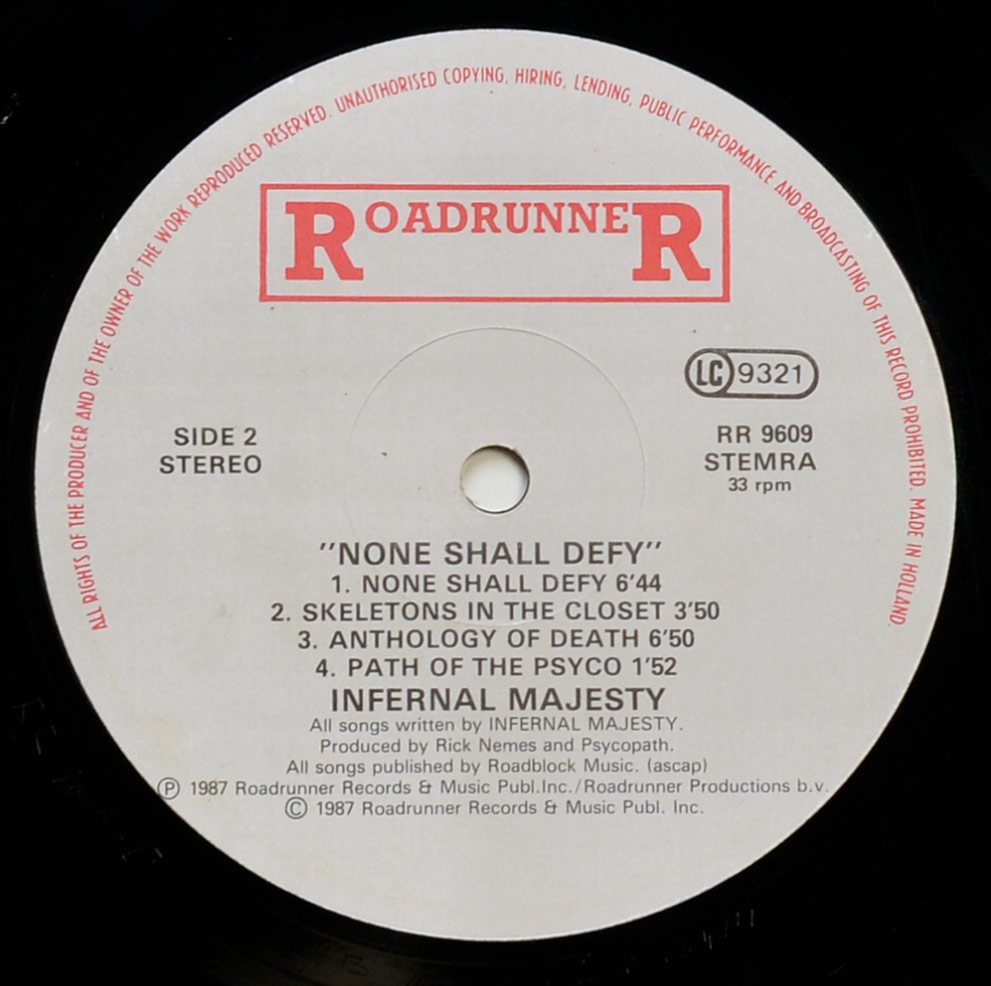 ALL RIGHTS OF THE PRODUCER AND OF THE OWNER OF THE WORK REPRODUCED RESERVED. UNAUTHORISED COPYING, HIRING, LENDING, PUBLIC PERFORMANCE AND BROADCASTING OF THIS RECORD PROHIBITED. MADE IN HOLLAND.
ROADRUNNER
LC 9321
SIDE 2
STEREO
RR 9609
STEMRA
33 rpm
"NONE SHALL DEFY"
1. NONE SHALL DEFY 6'44
2. SKELETONS IN THE CLOSET 3'50
3. ANTHOLOGY OF DEATH 6'50
4. PATH OF THE PSYCO 1'52
INFERNAL MAJESTY
All songs written by INFERNAL MAJESTY.
Produced by Rick Nemes and Psycopath.
All songs published by Roadblock Music. (ascap)
Ⓟ 1987 Roadrunner Records & Music Publ.Inc./Roadrunner Productions b.v.
© 1987 Roadrunner Records & Music Publ. Inc.